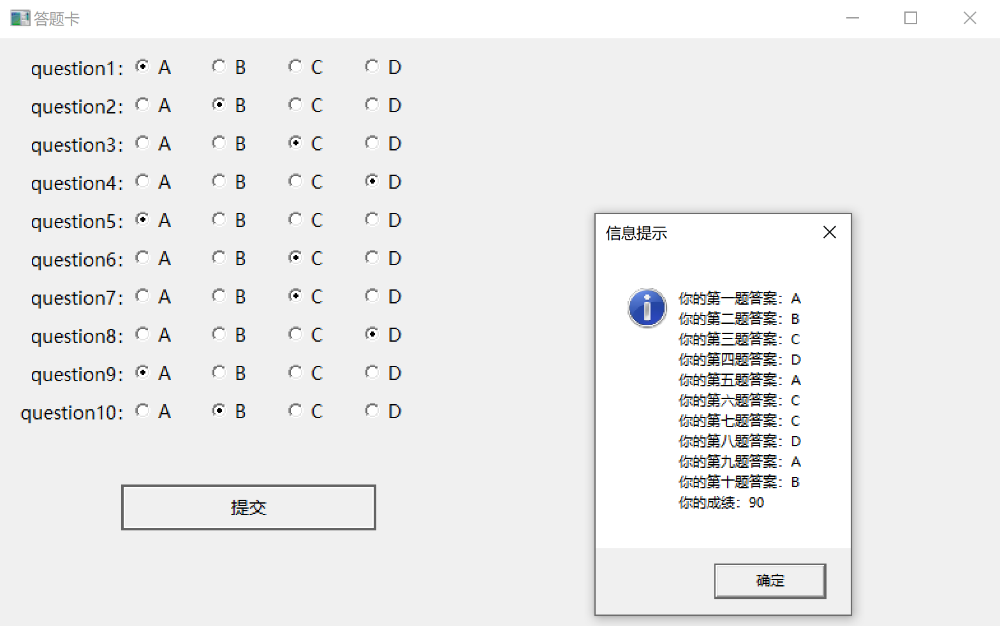 答题卡
question1: A B C D
question2: A B C D
question3: A B C D
question4: A B C D
question5: A B C D
question6: A B C D
question7: A B C D
question8: A B C D
question9: A B C D
question10: A B C D
提交
信息提示
你的第一题答案：A
你的第二题答案：B
你的第三题答案：C
你的第四题答案：D
你的第五题答案：A
你的第六题答案：C
你的第七题答案：C
你的第八题答案：D
你的第九题答案：A
你的第十题答案：B
你的成绩：90
确定